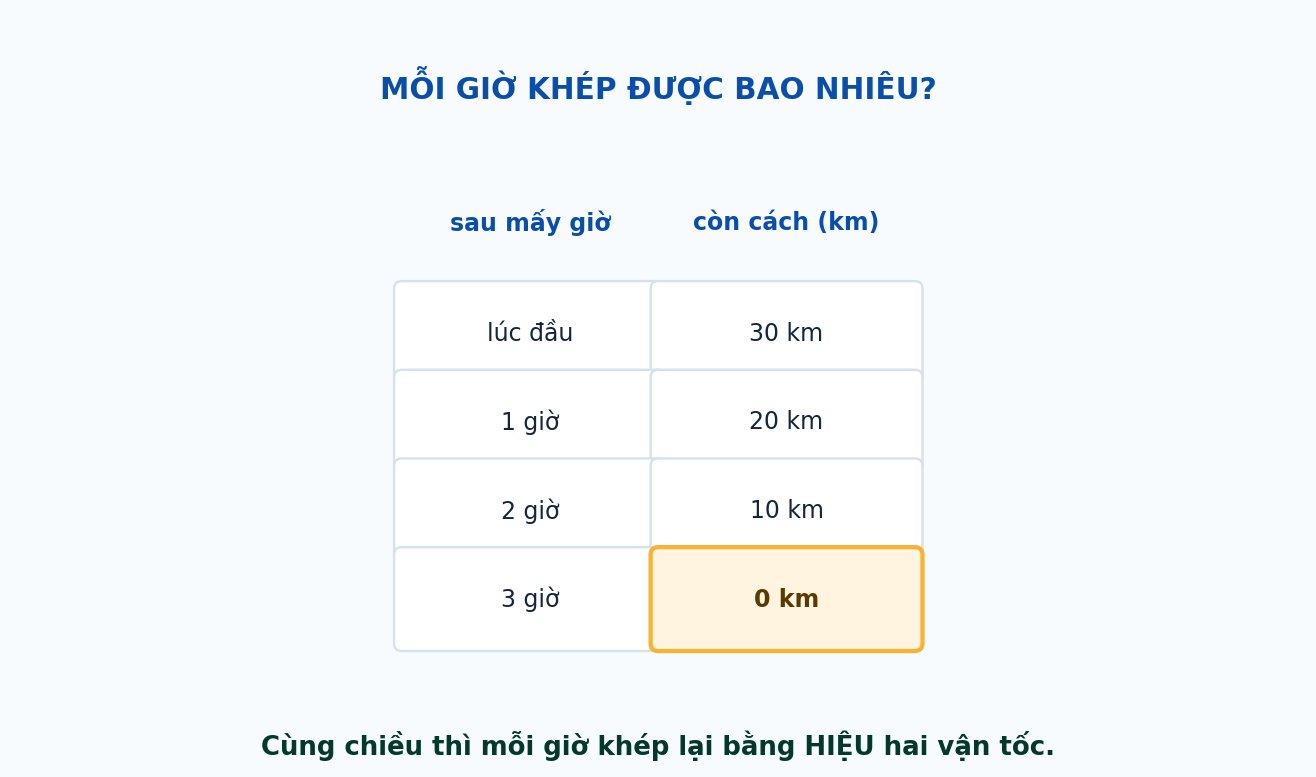 MỖI GIỜ KHÉP ĐƯỢC BAO NHIÊU?
sau mấy giờ còn cách (km)
lúc đầu 30 km
1 giờ 20 km
2 giờ 10 km
3 giờ 0 km
Cùng chiều thì mỗi giờ khép lại bằng HIỆU hai vận tốc.